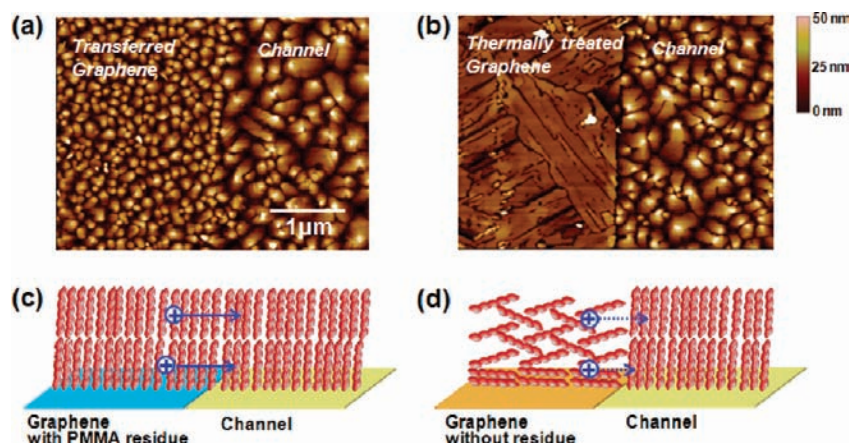 (a)
Transferred
Graphene
Channel
1μm
(b)
Thermally treated
Graphene
Channel
50 nm
25 nm
0 nm
(c)
Graphene
with PMMA residue
Channel
(d)
Graphene
without residue
Channel